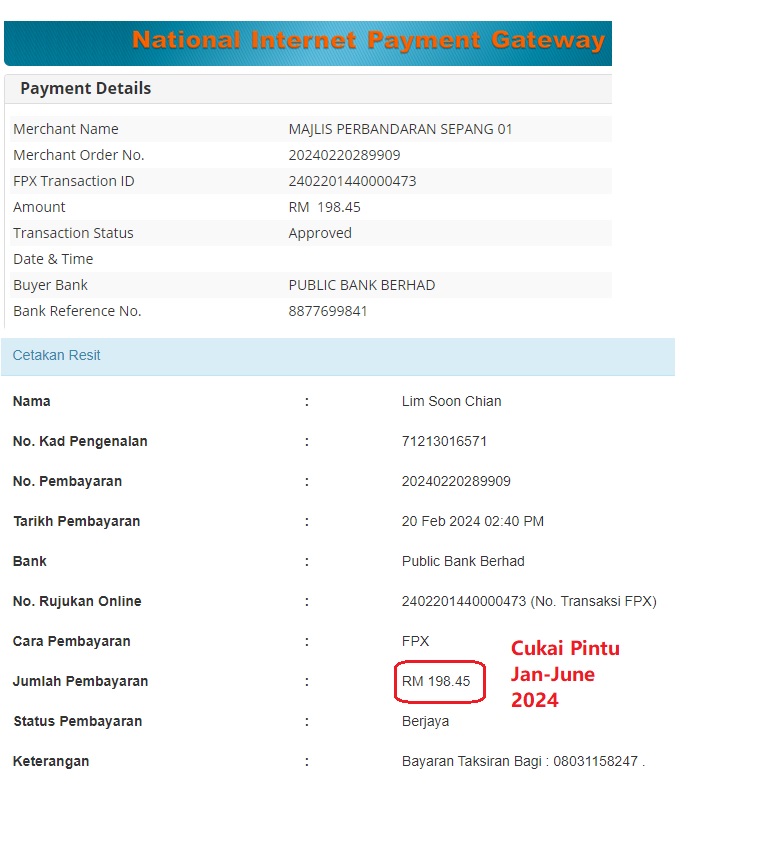 National Internet Payment Gateway
Payment Details
Merchant Name MAJLIS PERBANDARAN SEPANG 01
Merchant Order No. 20240220289909
FPX Transaction ID 2402201440000473
Amount RM 198.45
Transaction Status Approved
Date & Time
Buyer Bank PUBLIC BANK BERHAD
Bank Reference No. 8877699841
Cetakan Resit
Nama : Lim Soon Chian
No. Kad Pengenalan : 71213016571
No. Pembayaran : 20240220289909
Tarikh Pembayaran : 20 Feb 2024 02:40 PM
Bank : Public Bank Berhad
No. Rujukan Online : 2402201440000473 (No. Transaksi FPX)
Cara Pembayaran : FPX
Jumlah Pembayaran : RM 198.45
Cukai Pintu
Jan-June
2024
Status Pembayaran : Berjaya
Keterangan : Bayaran Taksiran Bagi : 08031158247 .